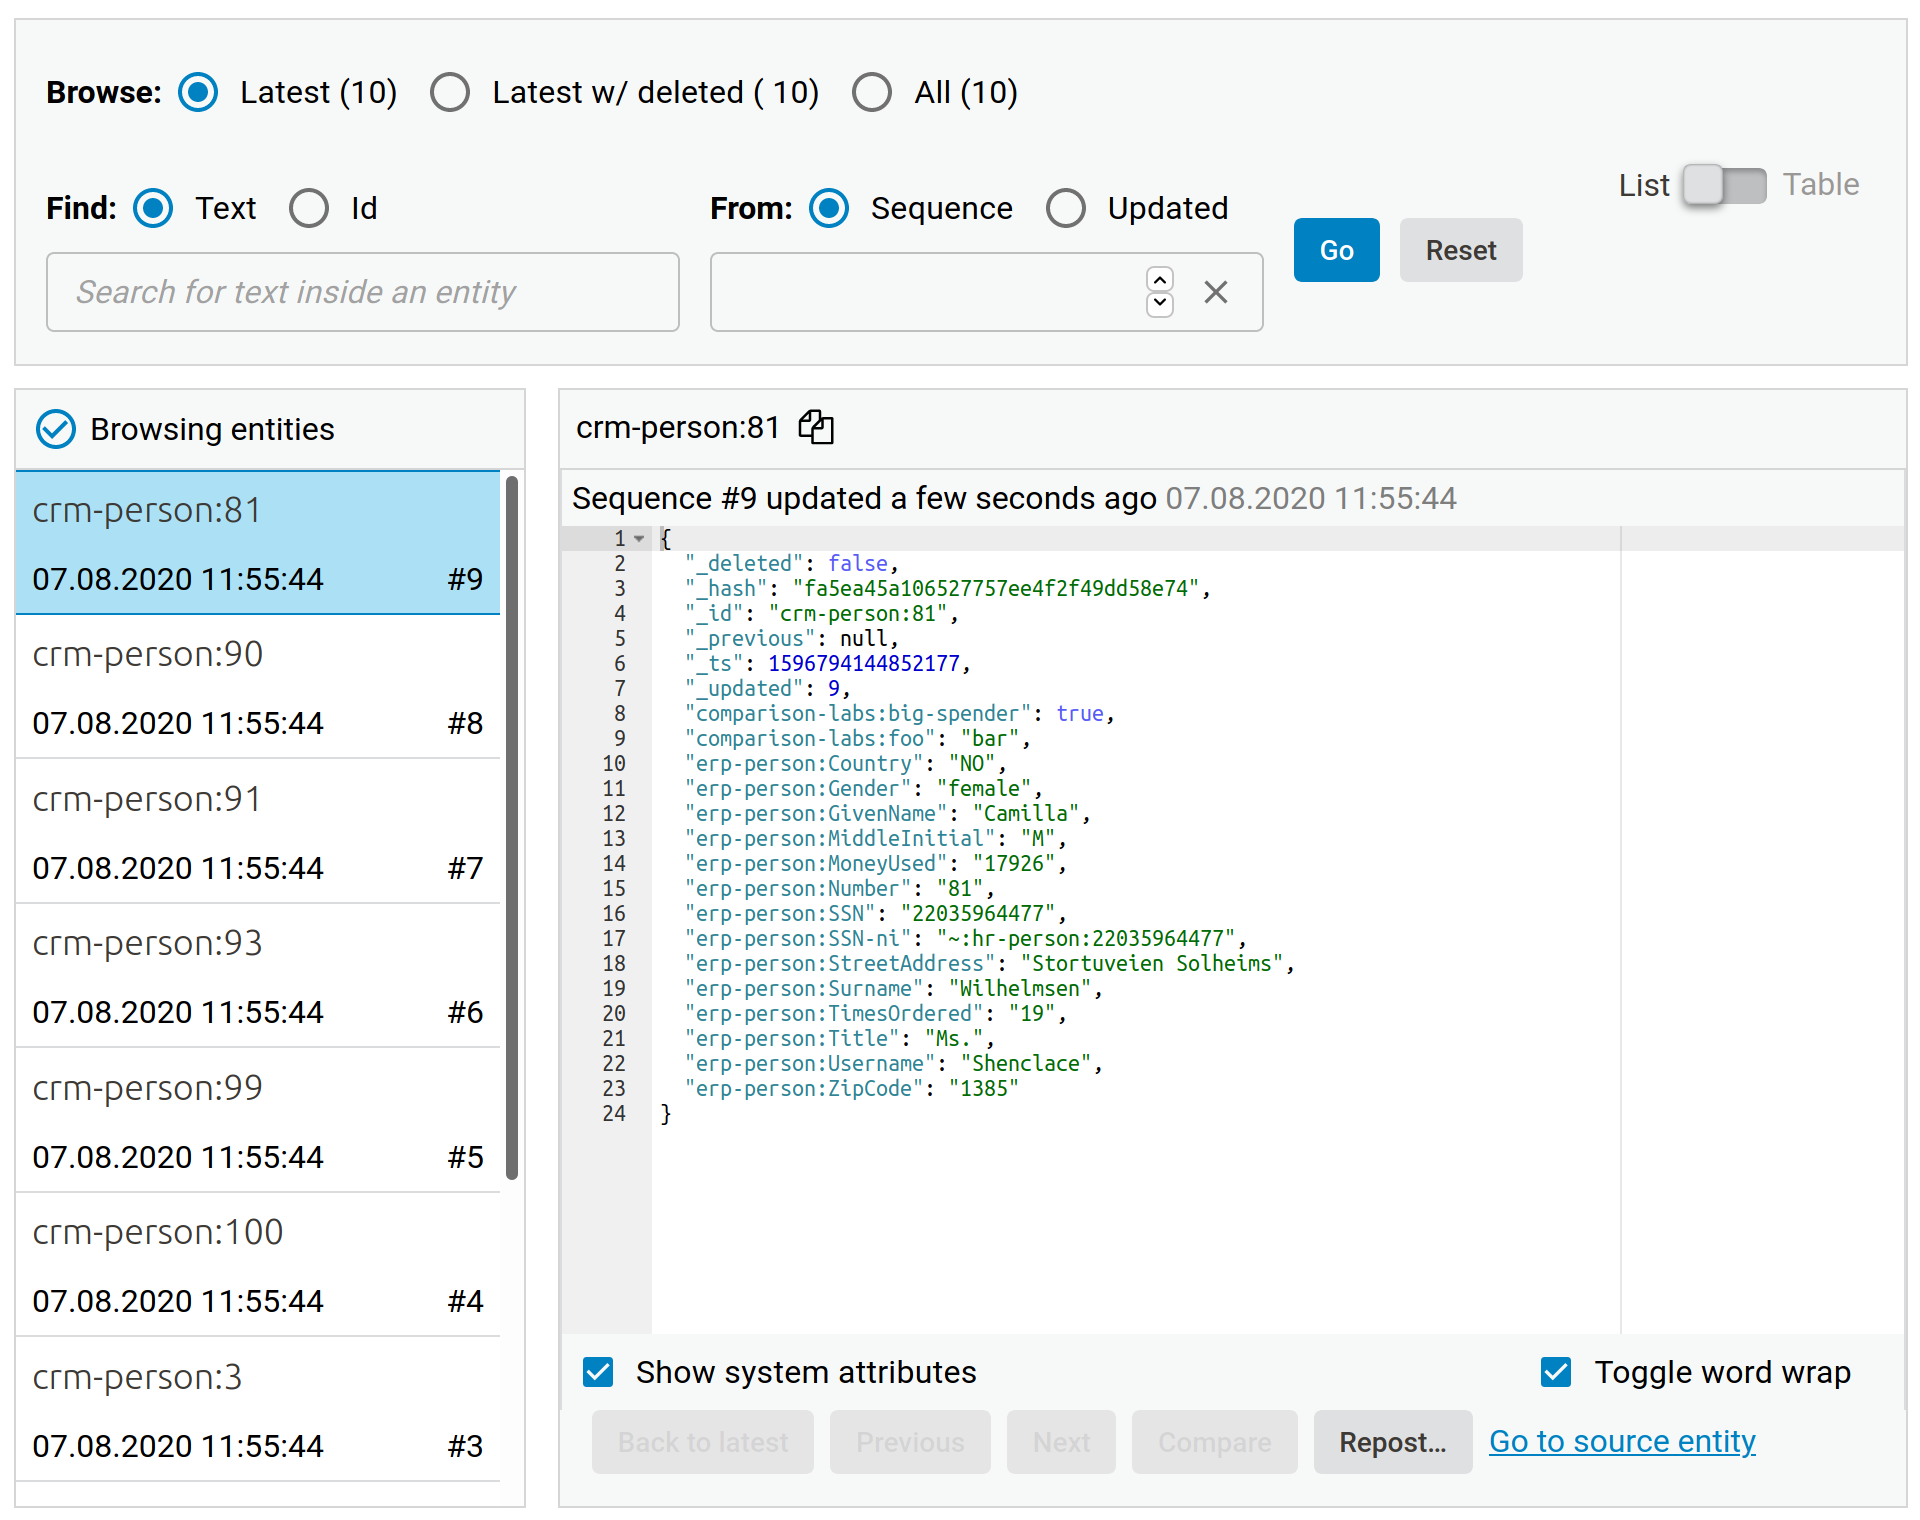 Browse: Latest (10) Latest w/ deleted ( 10) All (10)
List Table
Find: Text Id From: Sequence Updated
Go Reset
Search for text inside an entity
Browsing entities
crm-person:81
07.08.2020 11:55:44 #9
crm-person:90
07.08.2020 11:55:44 #8
crm-person:91
07.08.2020 11:55:44 #7
crm-person:93
07.08.2020 11:55:44 #6
crm-person:99
07.08.2020 11:55:44 #5
crm-person:100
07.08.2020 11:55:44 #4
crm-person:3
07.08.2020 11:55:44 #3
crm-person:81
Sequence #9 updated a few seconds ago 07.08.2020 11:55:44
1 {
2 "_deleted": false,
3 "_hash": "fa5ea45a106527757ee4f2f49dd58e74",
4 "_id": "crm-person:81",
5 "_previous": null,
6 "_ts": 1596794144852177,
7 "_updated": 9,
8 "comparison-labs:big-spender": true,
9 "comparison-labs:foo": "bar",
10 "erp-person:Country": "NO",
11 "erp-person:Gender": "female",
12 "erp-person:GivenName": "Camilla",
13 "erp-person:MiddleInitial": "M",
14 "erp-person:MoneyUsed": "17926",
15 "erp-person:Number": "81",
16 "erp-person:SSN": "22035964477",
17 "erp-person:SSN-ni": "~:hr-person:22035964477",
18 "erp-person:StreetAddress": "Stortuveien Solheims",
19 "erp-person:Surname": "Wilhelmsen",
20 "erp-person:TimesOrdered": "19",
21 "erp-person:Title": "Ms.",
22 "erp-person:Username": "Shenclace",
23 "erp-person:ZipCode": "1385"
24 }
Show system attributes Toggle word wrap
Back to latest Previous Next Compare Repost... Go to source entity